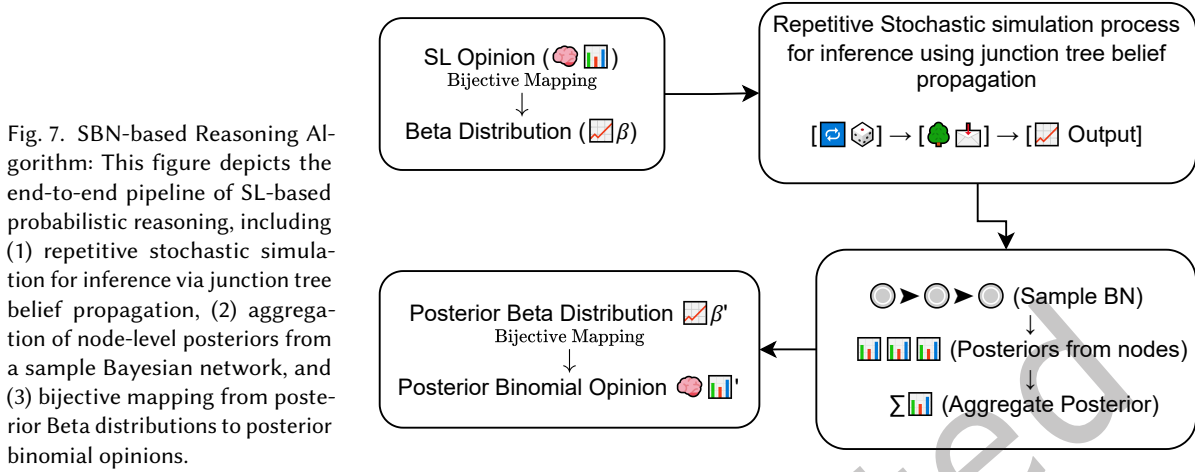 Fig. 7. SBN-based Reasoning Al-
gorithm: This figure depicts the
end-to-end pipeline of SL-based
probabilistic reasoning, including
(1) repetitive stochastic simula-
tion for inference via junction tree
belief propagation, (2) aggrega-
tion of node-level posteriors from
a sample Bayesian network, and
(3) bijective mapping from poste-
rior Beta distributions to posterior
binomial opinions.
SL Opinion (🧠📊)
Bijective Mapping
↓
Beta Distribution (📈β)
Repetitive Stochastic simulation process
for inference using junction tree belief
propagation
[🔁🎲] → [🌳📩] → [📈 Output]
◯➤◯➤◯ (Sample BN)
↓
📊📊📊 (Posteriors from nodes)
↓
∑📊 (Aggregate Posterior)
Posterior Beta Distribution 📈β'
Bijective Mapping
↓
Posterior Binomial Opinion 🧠📊'